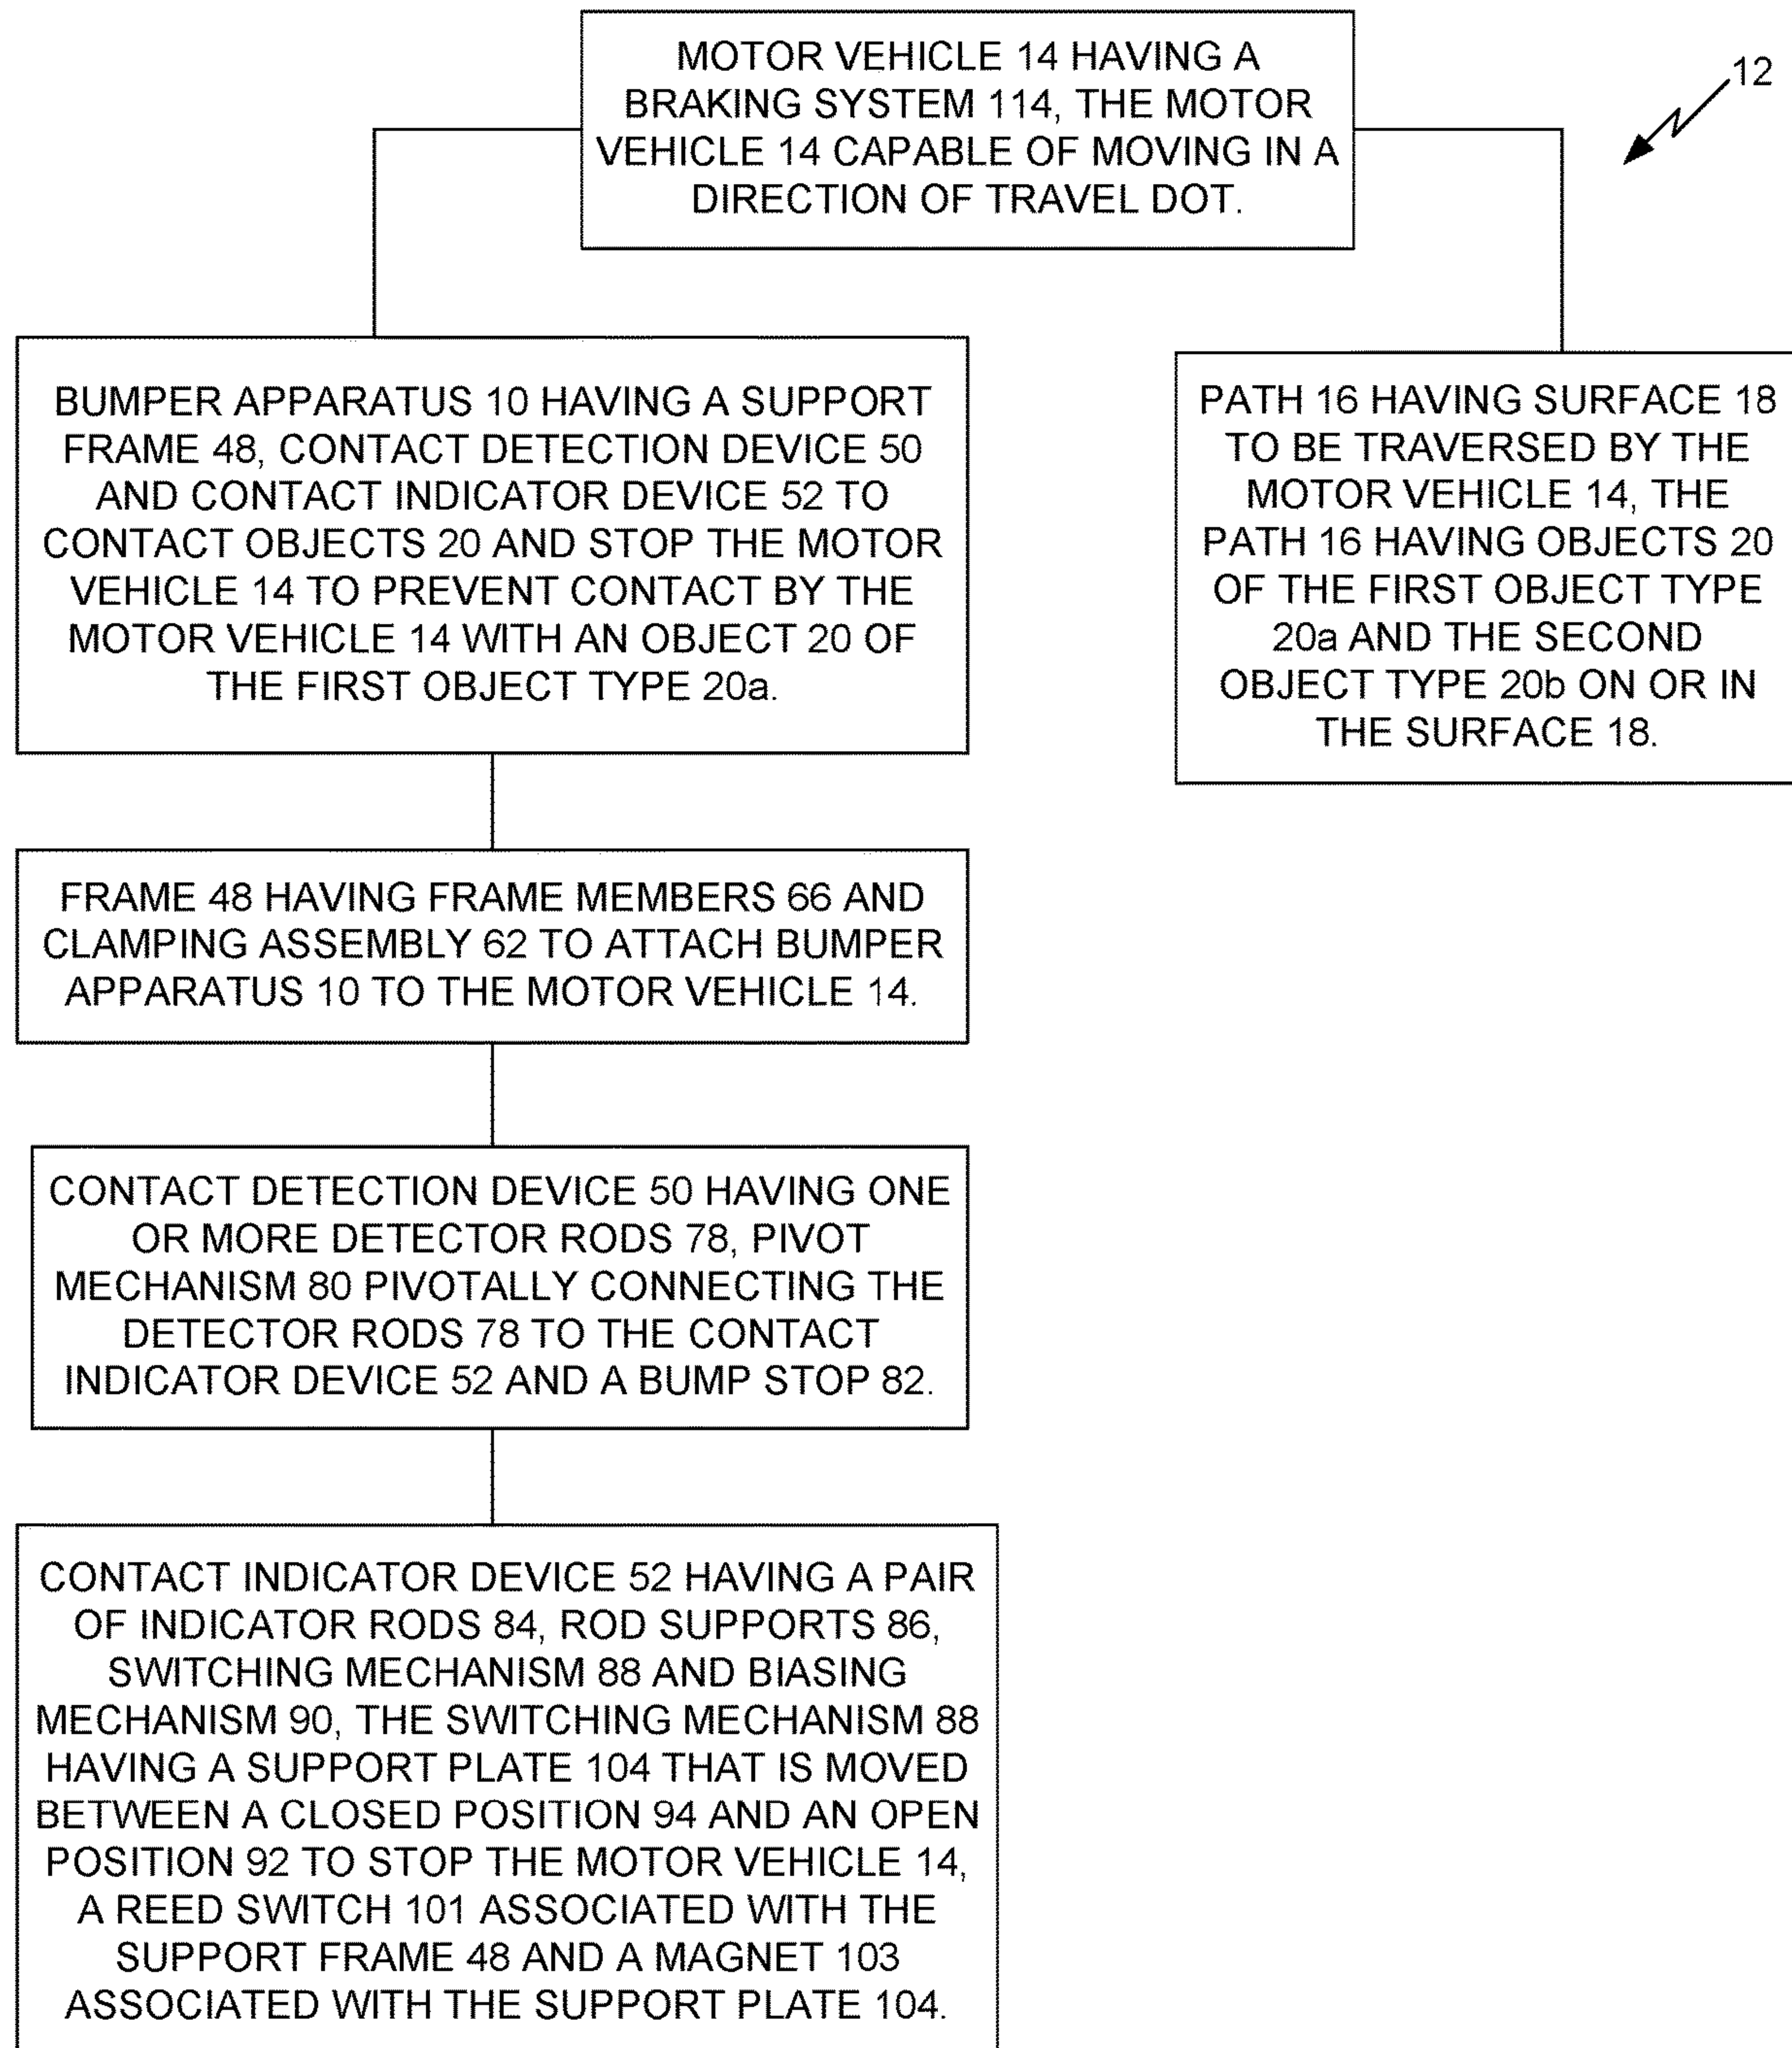 MOTOR VEHICLE 14 HAVING A
BRAKING SYSTEM 114, THE MOTOR
VEHICLE 14 CAPABLE OF MOVING IN A
DIRECTION OF TRAVEL DOT.
12
BUMPER APPARATUS 10 HAVING A SUPPORT
FRAME 48, CONTACT DETECTION DEVICE 50
AND CONTACT INDICATOR DEVICE 52 TO
CONTACT OBJECTS 20 AND STOP THE MOTOR
VEHICLE 14 TO PREVENT CONTACT BY THE
MOTOR VEHICLE 14 WITH AN OBJECT 20 OF
THE FIRST OBJECT TYPE 20a.
PATH 16 HAVING SURFACE 18
TO BE TRAVERSED BY THE
MOTOR VEHICLE 14, THE
PATH 16 HAVING OBJECTS 20
OF THE FIRST OBJECT TYPE
20a AND THE SECOND
OBJECT TYPE 20b ON OR IN
THE SURFACE 18.
FRAME 48 HAVING FRAME MEMBERS 66 AND
CLAMPING ASSEMBLY 62 TO ATTACH BUMPER
APPARATUS 10 TO THE MOTOR VEHICLE 14.
CONTACT DETECTION DEVICE 50 HAVING ONE
OR MORE DETECTOR RODS 78, PIVOT
MECHANISM 80 PIVOTALLY CONNECTING THE
DETECTOR RODS 78 TO THE CONTACT
INDICATOR DEVICE 52 AND A BUMP STOP 82.
CONTACT INDICATOR DEVICE 52 HAVING A PAIR
OF INDICATOR RODS 84, ROD SUPPORTS 86,
SWITCHING MECHANISM 88 AND BIASING
MECHANISM 90, THE SWITCHING MECHANISM 88
HAVING A SUPPORT PLATE 104 THAT IS MOVED
BETWEEN A CLOSED POSITION 94 AND AN OPEN
POSITION 92 TO STOP THE MOTOR VEHICLE 14,
A REED SWITCH 101 ASSOCIATED WITH THE
SUPPORT FRAME 48 AND A MAGNET 103
ASSOCIATED WITH THE SUPPORT PLATE 104.